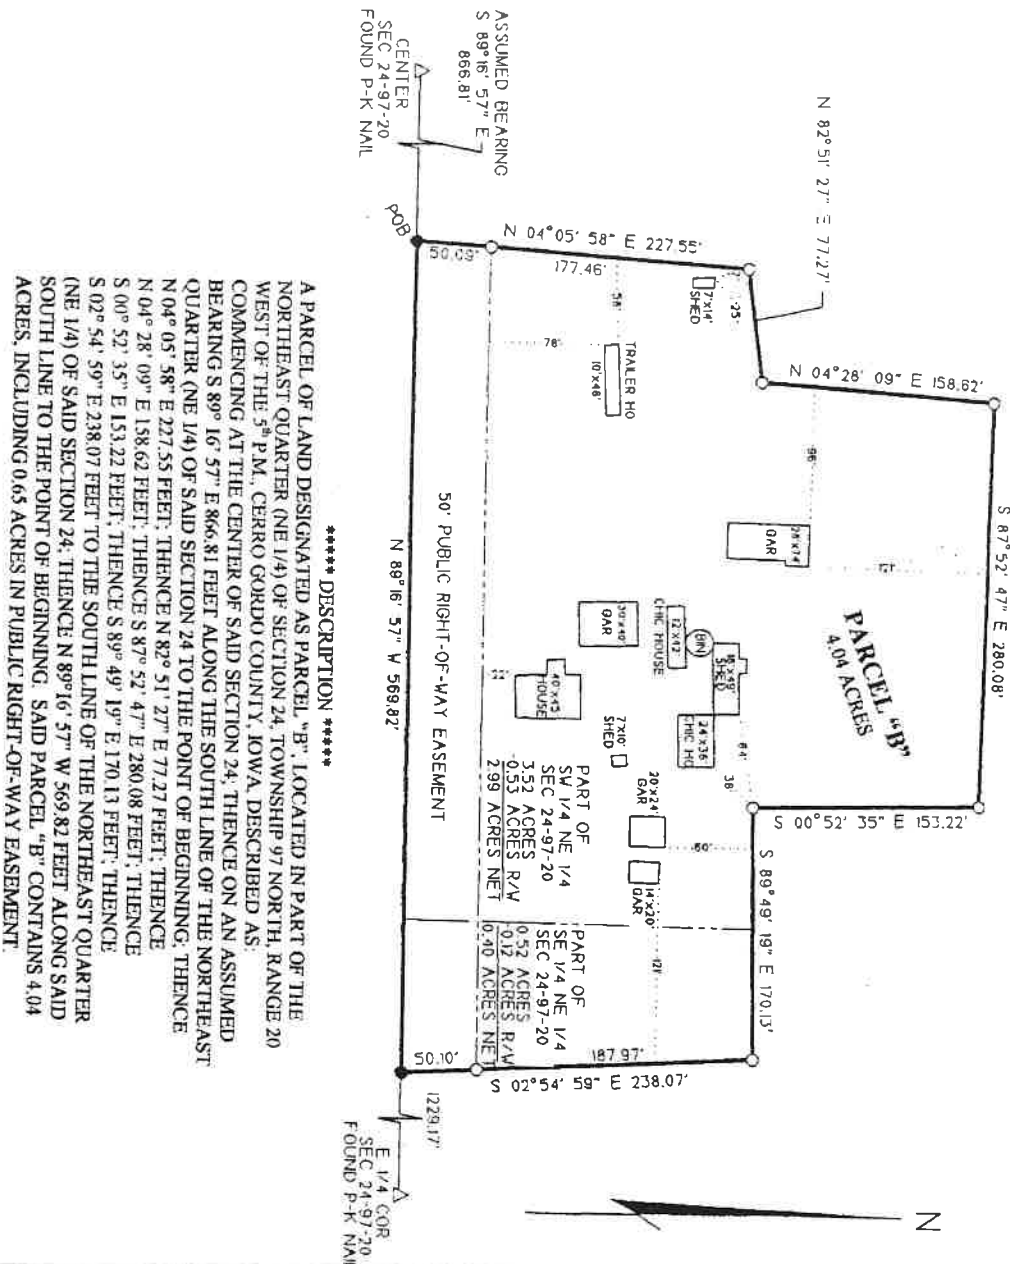 N 82° 51' 27" E 77.27'
ASSUMED BEARING
S 89°16' 57" E
866.81'
CENTER
SEC 24-97-20
FOUND P-K NAIL
POB
50.09'
N 04°05' 58" E 227.55'
177.46'
N 04°28' 09" E 158.62'
S 87°52' 47" E 280.08'
S 00°52' 35" E 153.22'
S 89°49' 19" E 170.13'
S 02°54' 59" E 238.07'
187.97'
50.10'
1229.17'
E 1/4 COR
SEC 24-97-20
FOUND P-K NAIL
N
PARCEL "B"
4.04 ACRES
7'X14'
SHED
25'
58'
78'
TRAILER HO
10'X48'
96'
GAR
121'
30'X40'
GAR
12'X42'
CHIC HOUSE
BIN
18'X49'
SHED
24'X36'
CHIC HO
64'
38'
40'X45'
HOUSE
22'
7'X10'
SHED
20'X24'
GAR
60'
14'X20'
GAR
121'
PART OF
SW 1/4 NE 1/4
SEC 24-97-20
3.52 ACRES
-0.53 ACRES R/W
2.99 ACRES NET
PART OF
SE 1/4 NE 1/4
SEC 24-97-20
0.52 ACRES
-0.12 ACRES R/W
0.40 ACRES NET
50' PUBLIC RIGHT-OF-WAY EASEMENT
N 89°16' 57" W 569.82'
***** DESCRIPTION *****
A PARCEL OF LAND DESIGNATED AS PARCEL "B", LOCATED IN PART OF THE
NORTHEAST QUARTER (NE 1/4) OF SECTION 24, TOWNSHIP 97 NORTH, RANGE 20
WEST OF THE 5th P.M., CERRO GORDO COUNTY, IOWA, DESCRIBED AS:
COMMENCING AT THE CENTER OF SAID SECTION 24; THENCE ON AN ASSUMED
BEARING S 89° 16' 57" E 866.81 FEET ALONG THE SOUTH LINE OF THE NORTHEAST
QUARTER (NE 1/4) OF SAID SECTION 24 TO THE POINT OF BEGINNING; THENCE
N 04° 05' 58" E 227.55 FEET; THENCE N 82° 51' 27" E 77.27 FEET; THENCE
N 04° 28' 09" E 158.62 FEET; THENCE S 87° 52' 47" E 280.08 FEET; THENCE
S 00° 52' 35" E 153.22 FEET; THENCE S 89° 49' 19" E 170.13 FEET; THENCE
S 02° 54' 59" E 238.07 FEET TO THE SOUTH LINE OF THE NORTHEAST QUARTER
(NE 1/4) OF SAID SECTION 24; THENCE N 89°16' 57" W 569.82 FEET ALONG SAID
SOUTH LINE TO THE POINT OF BEGINNING. SAID PARCEL "B" CONTAINS 4.04
ACRES, INCLUDING 0.65 ACRES IN PUBLIC RIGHT-OF-WAY EASEMENT.